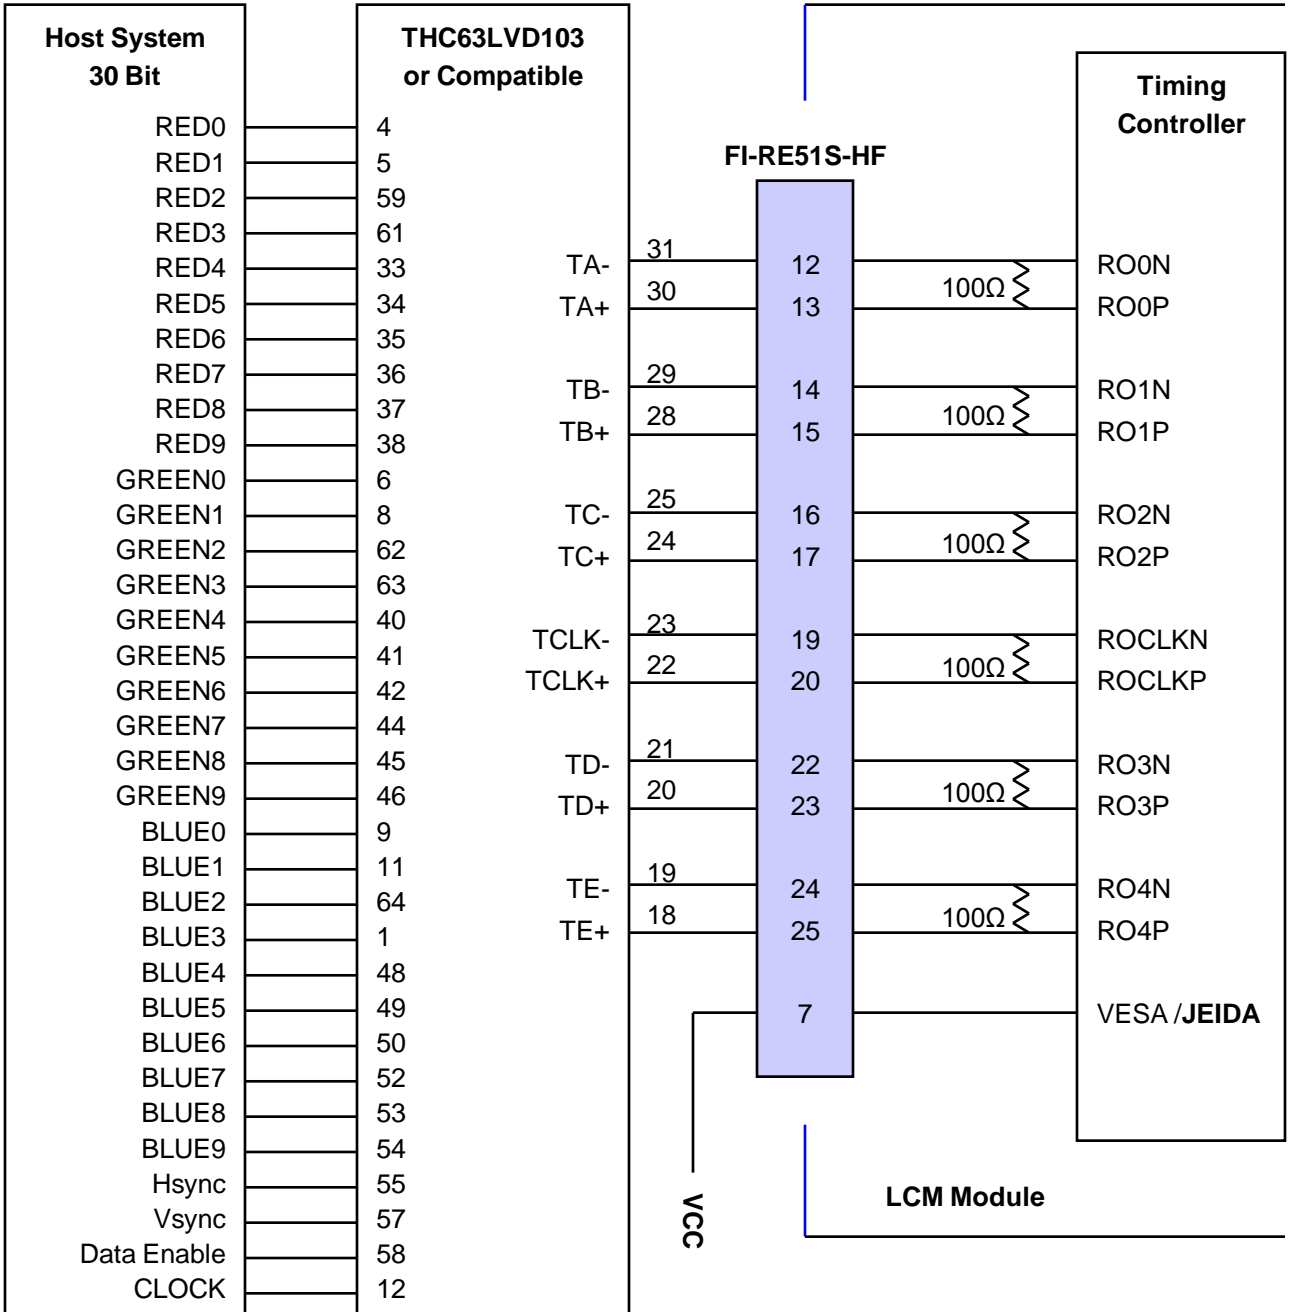 Host System
30 Bit
RED0
RED1
RED2
RED3
RED4
RED5
RED6
RED7
RED8
RED9
GREEN0
GREEN1
GREEN2
GREEN3
GREEN4
GREEN5
GREEN6
GREEN7
GREEN8
GREEN9
BLUE0
BLUE1
BLUE2
BLUE3
BLUE4
BLUE5
BLUE6
BLUE7
BLUE8
BLUE9
Hsync
Vsync
Data Enable
CLOCK
THC63LVD103
or Compatible
4
5
59
61
33
34
35
36
37
38
6
8
62
63
40
41
42
44
45
46
9
11
64
1
48
49
50
52
53
54
55
57
58
12
TA-
TA+
TB-
TB+
TC-
TC+
TCLK-
TCLK+
TD-
TD+
TE-
TE+
31
30
29
28
25
24
23
22
21
20
19
18
VCC
FI-RE51S-HF
12
13
14
15
16
17
19
20
22
23
24
25
7
100Ω
100Ω
100Ω
100Ω
100Ω
100Ω
Timing
Controller
RO0N
RO0P
RO1N
RO1P
RO2N
RO2P
ROCLKN
ROCLKP
RO3N
RO3P
RO4N
RO4P
VESA /JEIDA
LCM Module